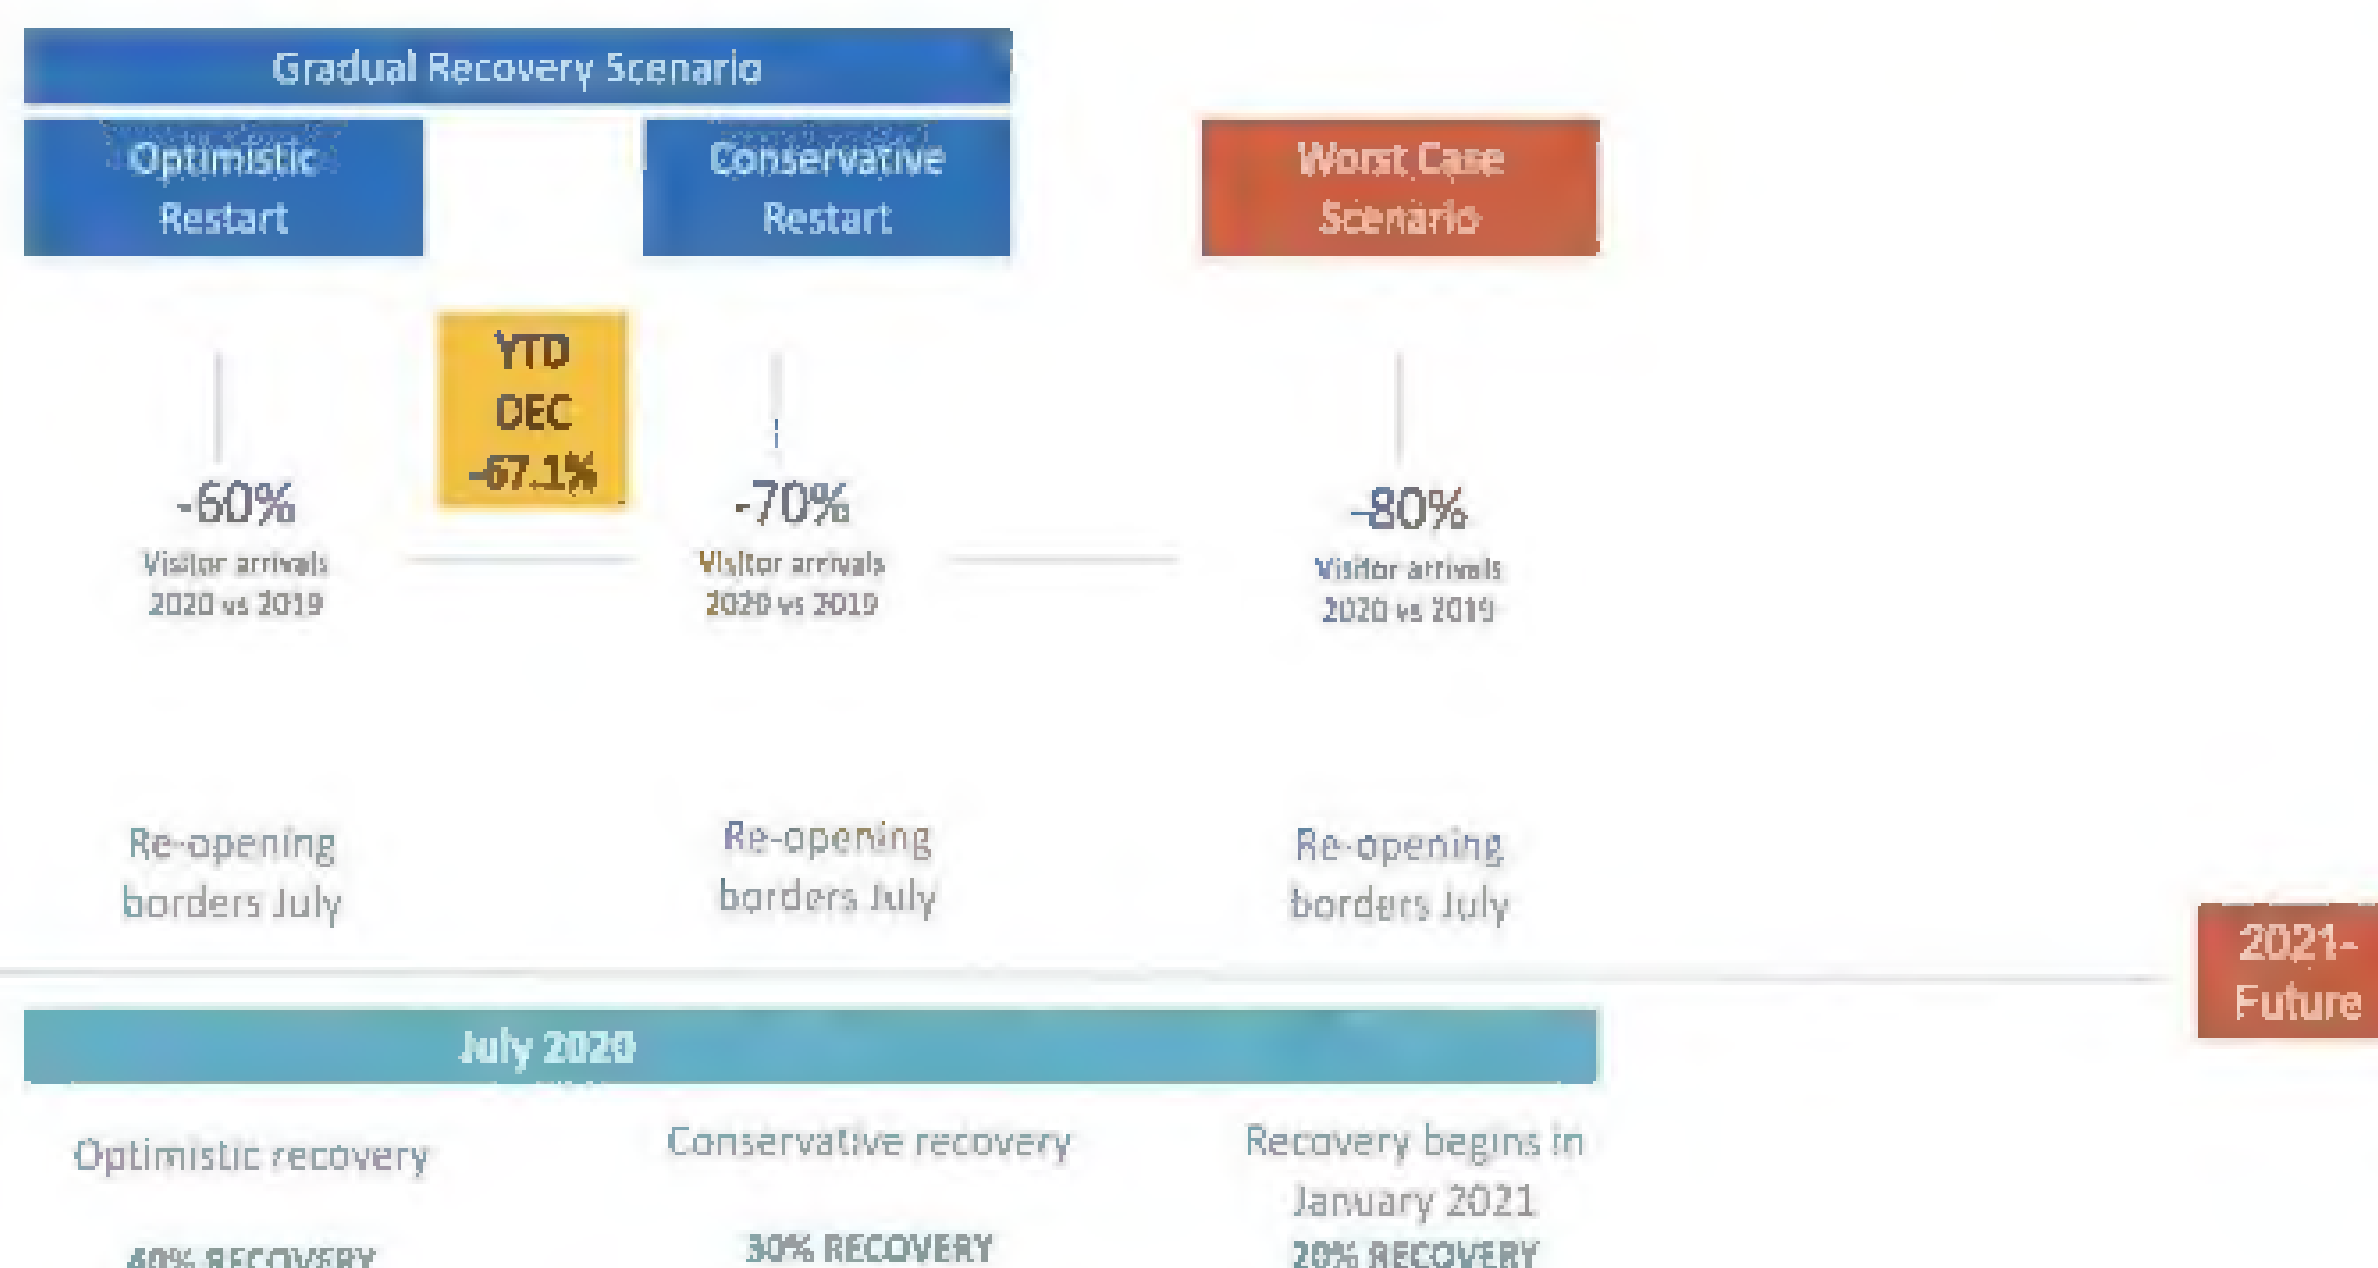 Gradual Recovery Scenario
Optimistic
Restart
Conservative
Restart
Worst Case
Scenario
YTD
DEC
-67.1%
-60%
Visitor arrivals
2020 vs 2019
-70%
Visitor arrivals
2020 vs 2019
-80%
Visitor arrivals
2020 vs 2019
Re-opening
borders July
Re-opening
borders July
Re-opening
borders July
2021-
Future
July 2020
Optimistic recovery
40% RECOVERY
Conservative recovery
30% RECOVERY
Recovery begins in
January 2021
20% RECOVERY